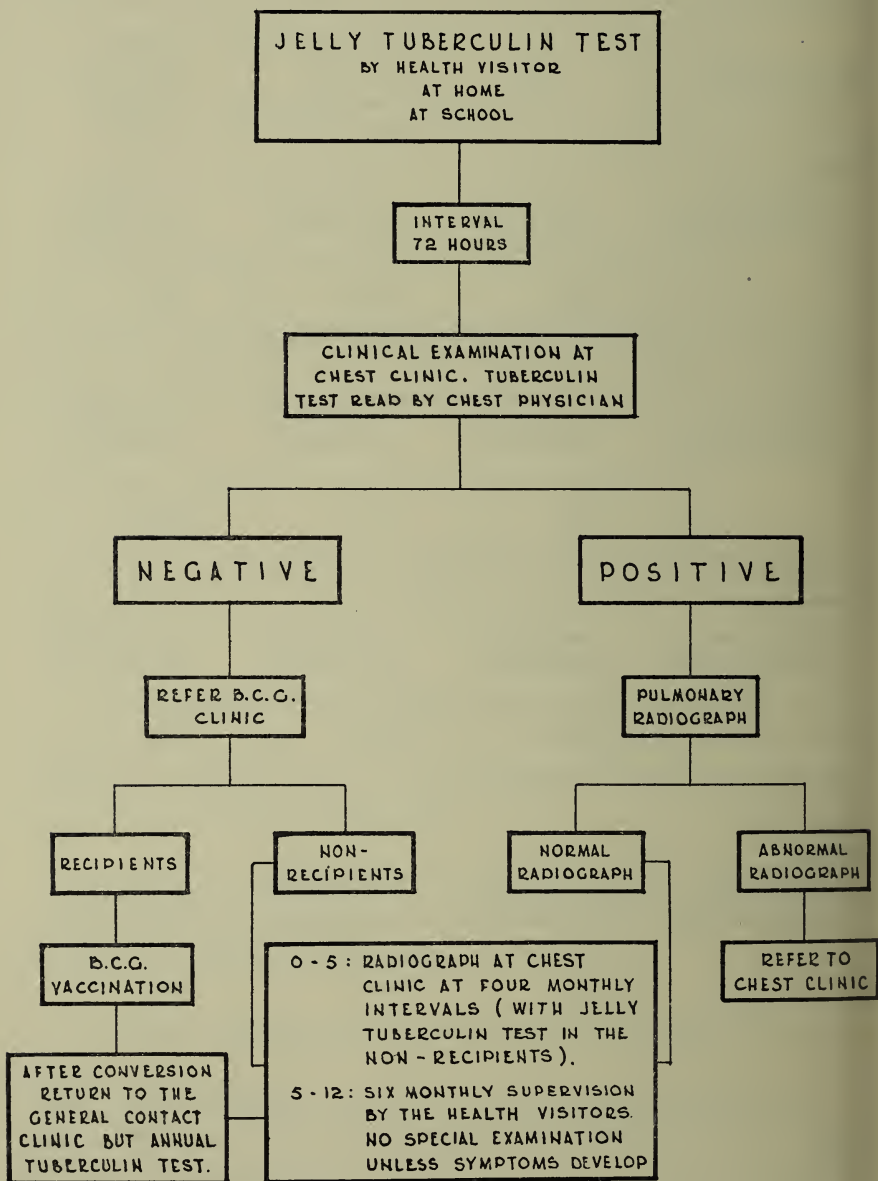 JELLY TUBERCULIN TEST
BY HEALTH VISITOR
AT HOME
AT SCHOOL
INTERVAL
72 HOURS
CLINICAL EXAMINATION AT
CHEST CLINIC. TUBERCULIN
TEST READ BY CHEST PHYSICIAN
NEGATIVE
POSITIVE
REFER B.C.G.
CLINIC
PULMONARY
RADIOGRAPH
RECIPIENTS
NON-
RECIPIENTS
NORMAL
RADIOGRAPH
ABNORMAL
RADIOGRAPH
B.C.G.
VACCINATION
REFER TO
CHEST CLINIC
AFTER CONVERSION
RETURN TO THE
GENERAL CONTACT
CLINIC BUT ANNUAL
TUBERCULIN TEST.
0 - 5 : RADIOGRAPH AT CHEST
CLINIC AT FOUR MONTHLY
INTERVALS ( WITH JELLY
TUBERCULIN TEST IN THE
NON - RECIPIENTS ).
5 - 12 : SIX MONTHLY SUPERVISION
BY THE HEALTH VISITORS.
NO SPECIAL EXAMINATION
UNLESS SYMPTOMS DEVELOP